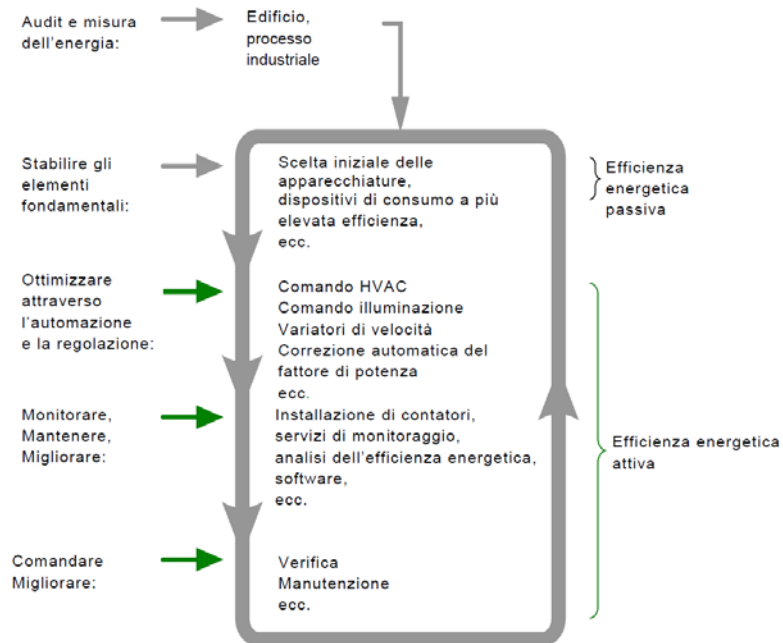 Audit e misura
dell'energia:
Edificio,
processo
industriale
Stabilire gli
elementi
fondamentali:
Scelta iniziale delle
apparecchiature,
dispositivi di consumo a più
elevata efficienza,
ecc.
Efficienza
energetica
passiva
Ottimizzare
attraverso
l'automazione
e la regolazione:
Comando HVAC
Comando illuminazione
Variatori di velocità
Correzione automatica del
fattore di potenza
ecc.
Monitorare,
Mantenere,
Migliorare:
Installazione di contatori,
servizi di monitoraggio,
analisi dell'efficienza energetica,
software,
ecc.
Efficienza energetica
attiva
Comandare
Migliorare:
Verifica
Manutenzione
ecc.